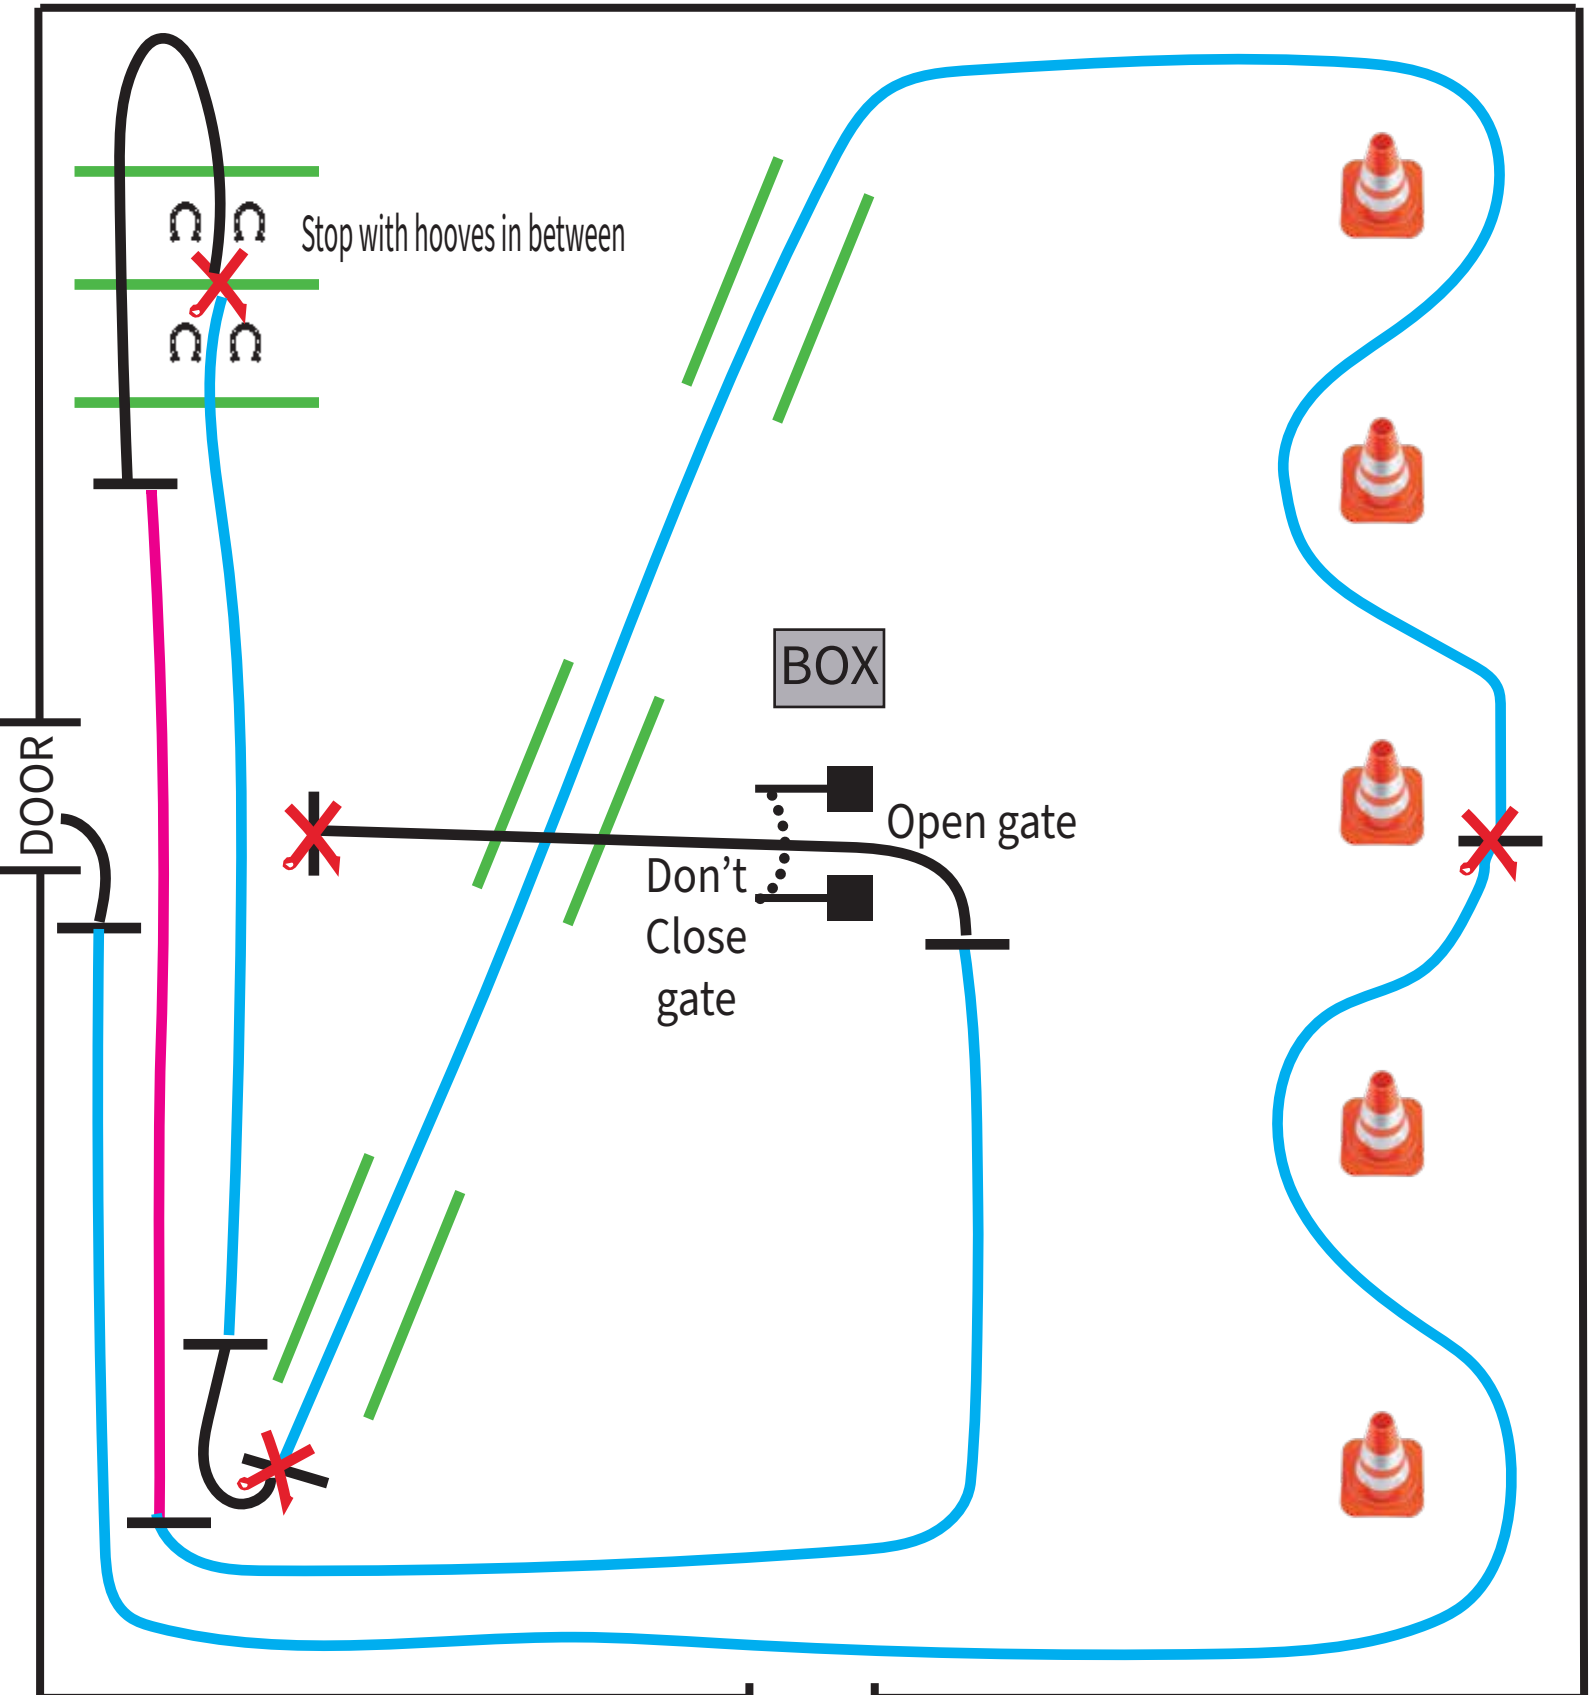 Stop with hooves in between
BOX
DOOR
Open gate
Don't
Close
gate